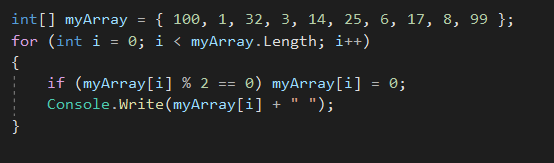 int[] myArray = { 100, 1, 32, 3, 14, 25, 6, 17, 8, 99 };
for (int i = 0; i < myArray.Length; i++)
{
    if (myArray[i] % 2 == 0) myArray[i] = 0;
    Console.Write(myArray[i] + " ");
}